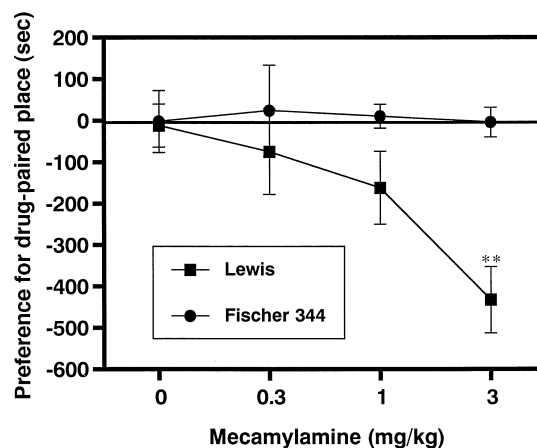 Preference for drug-paired place (sec)
200
100
0
-100
-200
-300
-400
-500
-600
**
Lewis
Fischer 344
0 0.3 1 3
Mecamylamine (mg/kg)